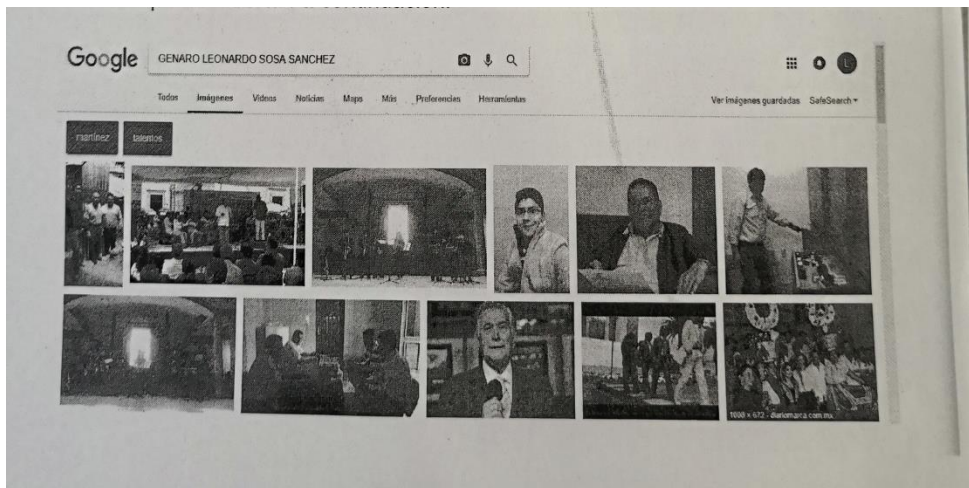 Google GENARO LEONARDO SOSA SANCHEZ
L
Todos Imágenes Videos Noticias Maps Más Preferencias Herramientas Ver imágenes guardadas SafeSearch
martínez talentos
1098 × 672 - diariomarca.com.mx